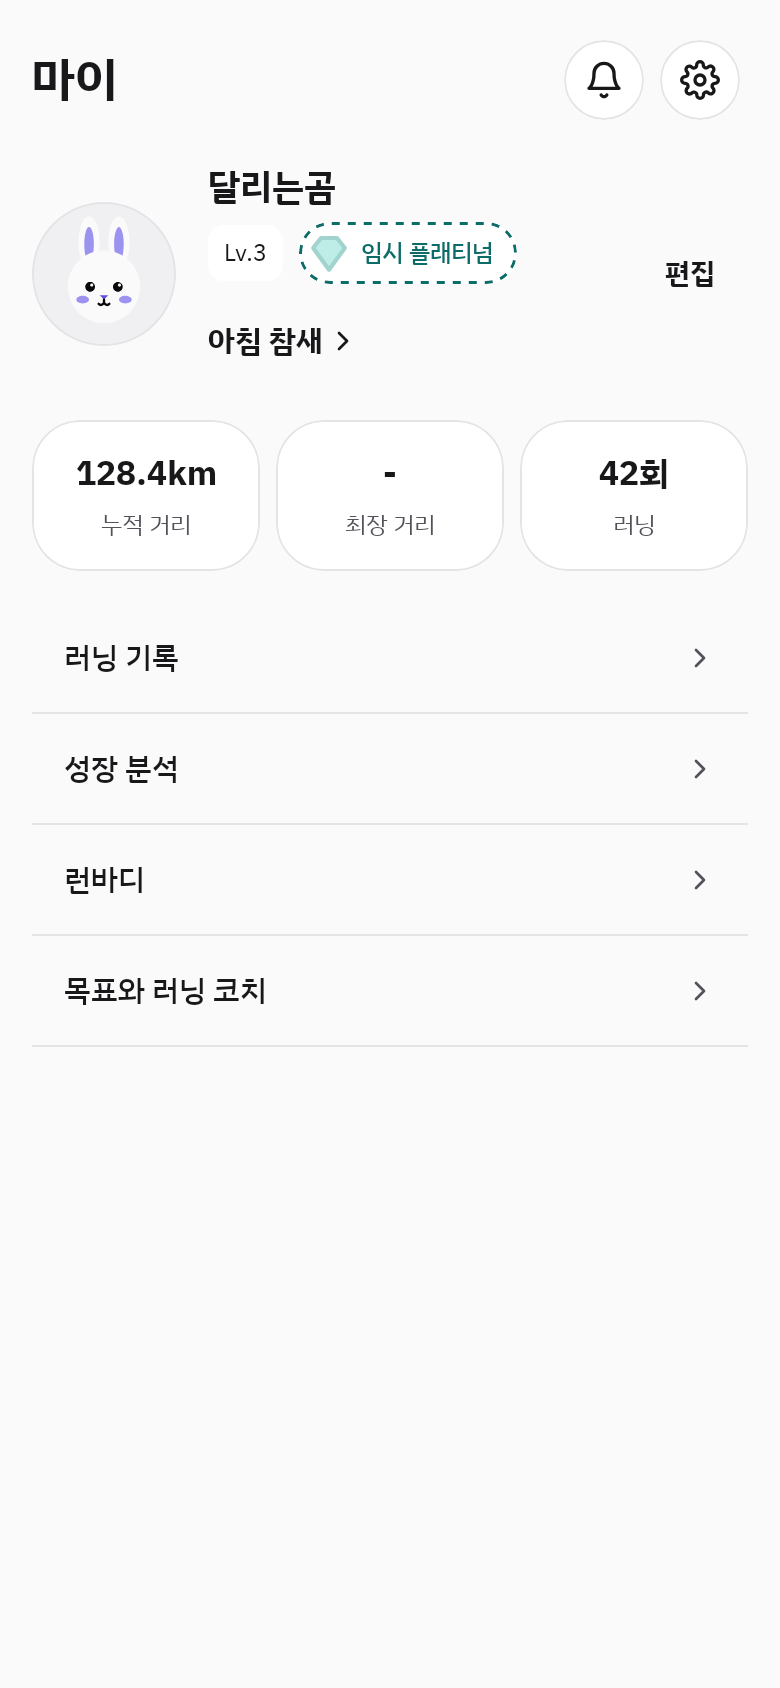 마이
달리는곰
Lv.3
임시 플래티넘
편집
아침 참새
128.4km
누적 거리
-
최장 거리
42회
러닝
러닝 기록
성장 분석
런바디
목표와 러닝 코치